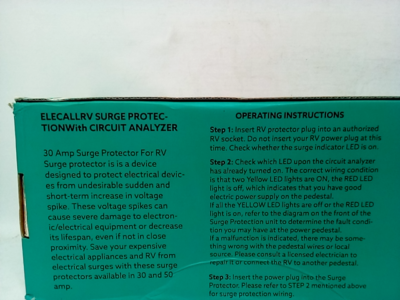 ELECALLRV SURGE PROTEC-
TIONWith CIRCUIT ANALYZER
30 Amp Surge Protector For RV
Surge protector is is a device
designed to protect electrical devic-
es from undesirable sudden and
short-term increase in voltage
spike. These voltage spikes can
cause severe damage to electron-
ic/electrical equipment or decrease
its lifespan, even if not in close
proximity. Save your expensive
electrical appliances and RV from
electrical surges with these surge
protectors available in 30 and 50
amp.
OPERATING INSTRUCTIONS
Step 1: Insert RV protector plug into an authorized
RV socket. Do not insert your RV power plug at this
time. Check whether the surge indicator LED is on.
Step 2: Check which LED upon the circuit analyzer
has already turned on. The correct wiring condition
is that two Yellow LED lights are ON, the RED LED
light is off, which indicates that you have good
electric power supply on the pedestal.
If all the YELLOW LED lights are off or the RED LED
light is on, refer to the diagram on the front of the
Surge Protection unit to determine the fault condi-
tion you may have at the power pedestal.
If a malfunction is indicated, there may be some-
thing wrong with the pedestal wires or local
source. Please consult a licensed electrician to
repair it or connect the RV to another pedestal.
Step 3: Insert the power plug into the Surge
Protector. Please refer to STEP 2 mentioned above
for surge protection wiring.